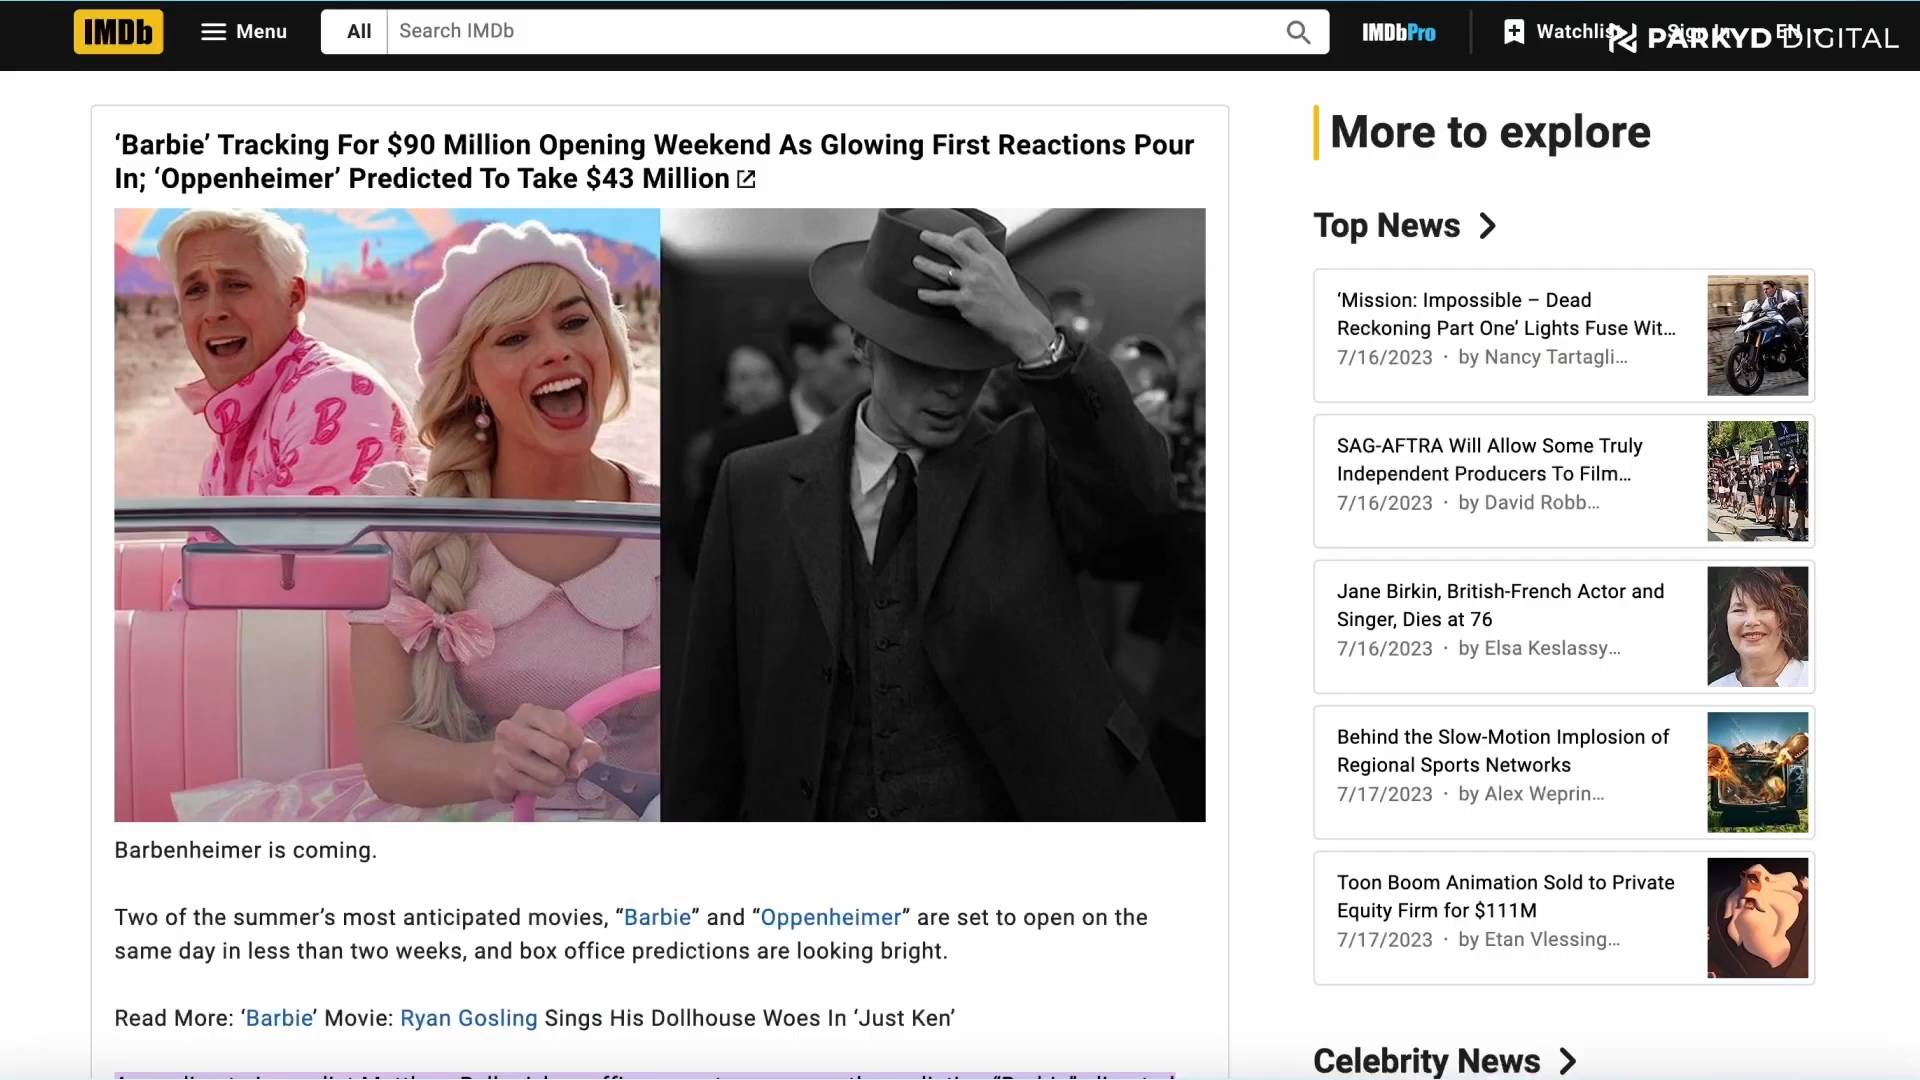 IMDb
Menu
All
Search IMDb
IMDbPro
Watchlist
Sign In
EN
PARKYD DIGITAL
‘Barbie’ Tracking For $90 Million Opening Weekend As Glowing First Reactions Pour
In; ‘Oppenheimer’ Predicted To Take $43 Million
Barbenheimer is coming.
Two of the summer’s most anticipated movies, “Barbie” and “Oppenheimer” are set to open on the
same day in less than two weeks, and box office predictions are looking bright.
Read More: ‘Barbie’ Movie: Ryan Gosling Sings His Dollhouse Woes In ‘Just Ken’
More to explore
Top News
‘Mission: Impossible – Dead
Reckoning Part One’ Lights Fuse Wit...
7/16/2023 · by Nancy Tartagli...
SAG-AFTRA Will Allow Some Truly
Independent Producers To Film...
7/16/2023 · by David Robb...
Jane Birkin, British-French Actor and
Singer, Dies at 76
7/16/2023 · by Elsa Keslassy...
Behind the Slow-Motion Implosion of
Regional Sports Networks
7/17/2023 · by Alex Weprin...
Toon Boom Animation Sold to Private
Equity Firm for $111M
7/17/2023 · by Etan Vlessing...
Celebrity News